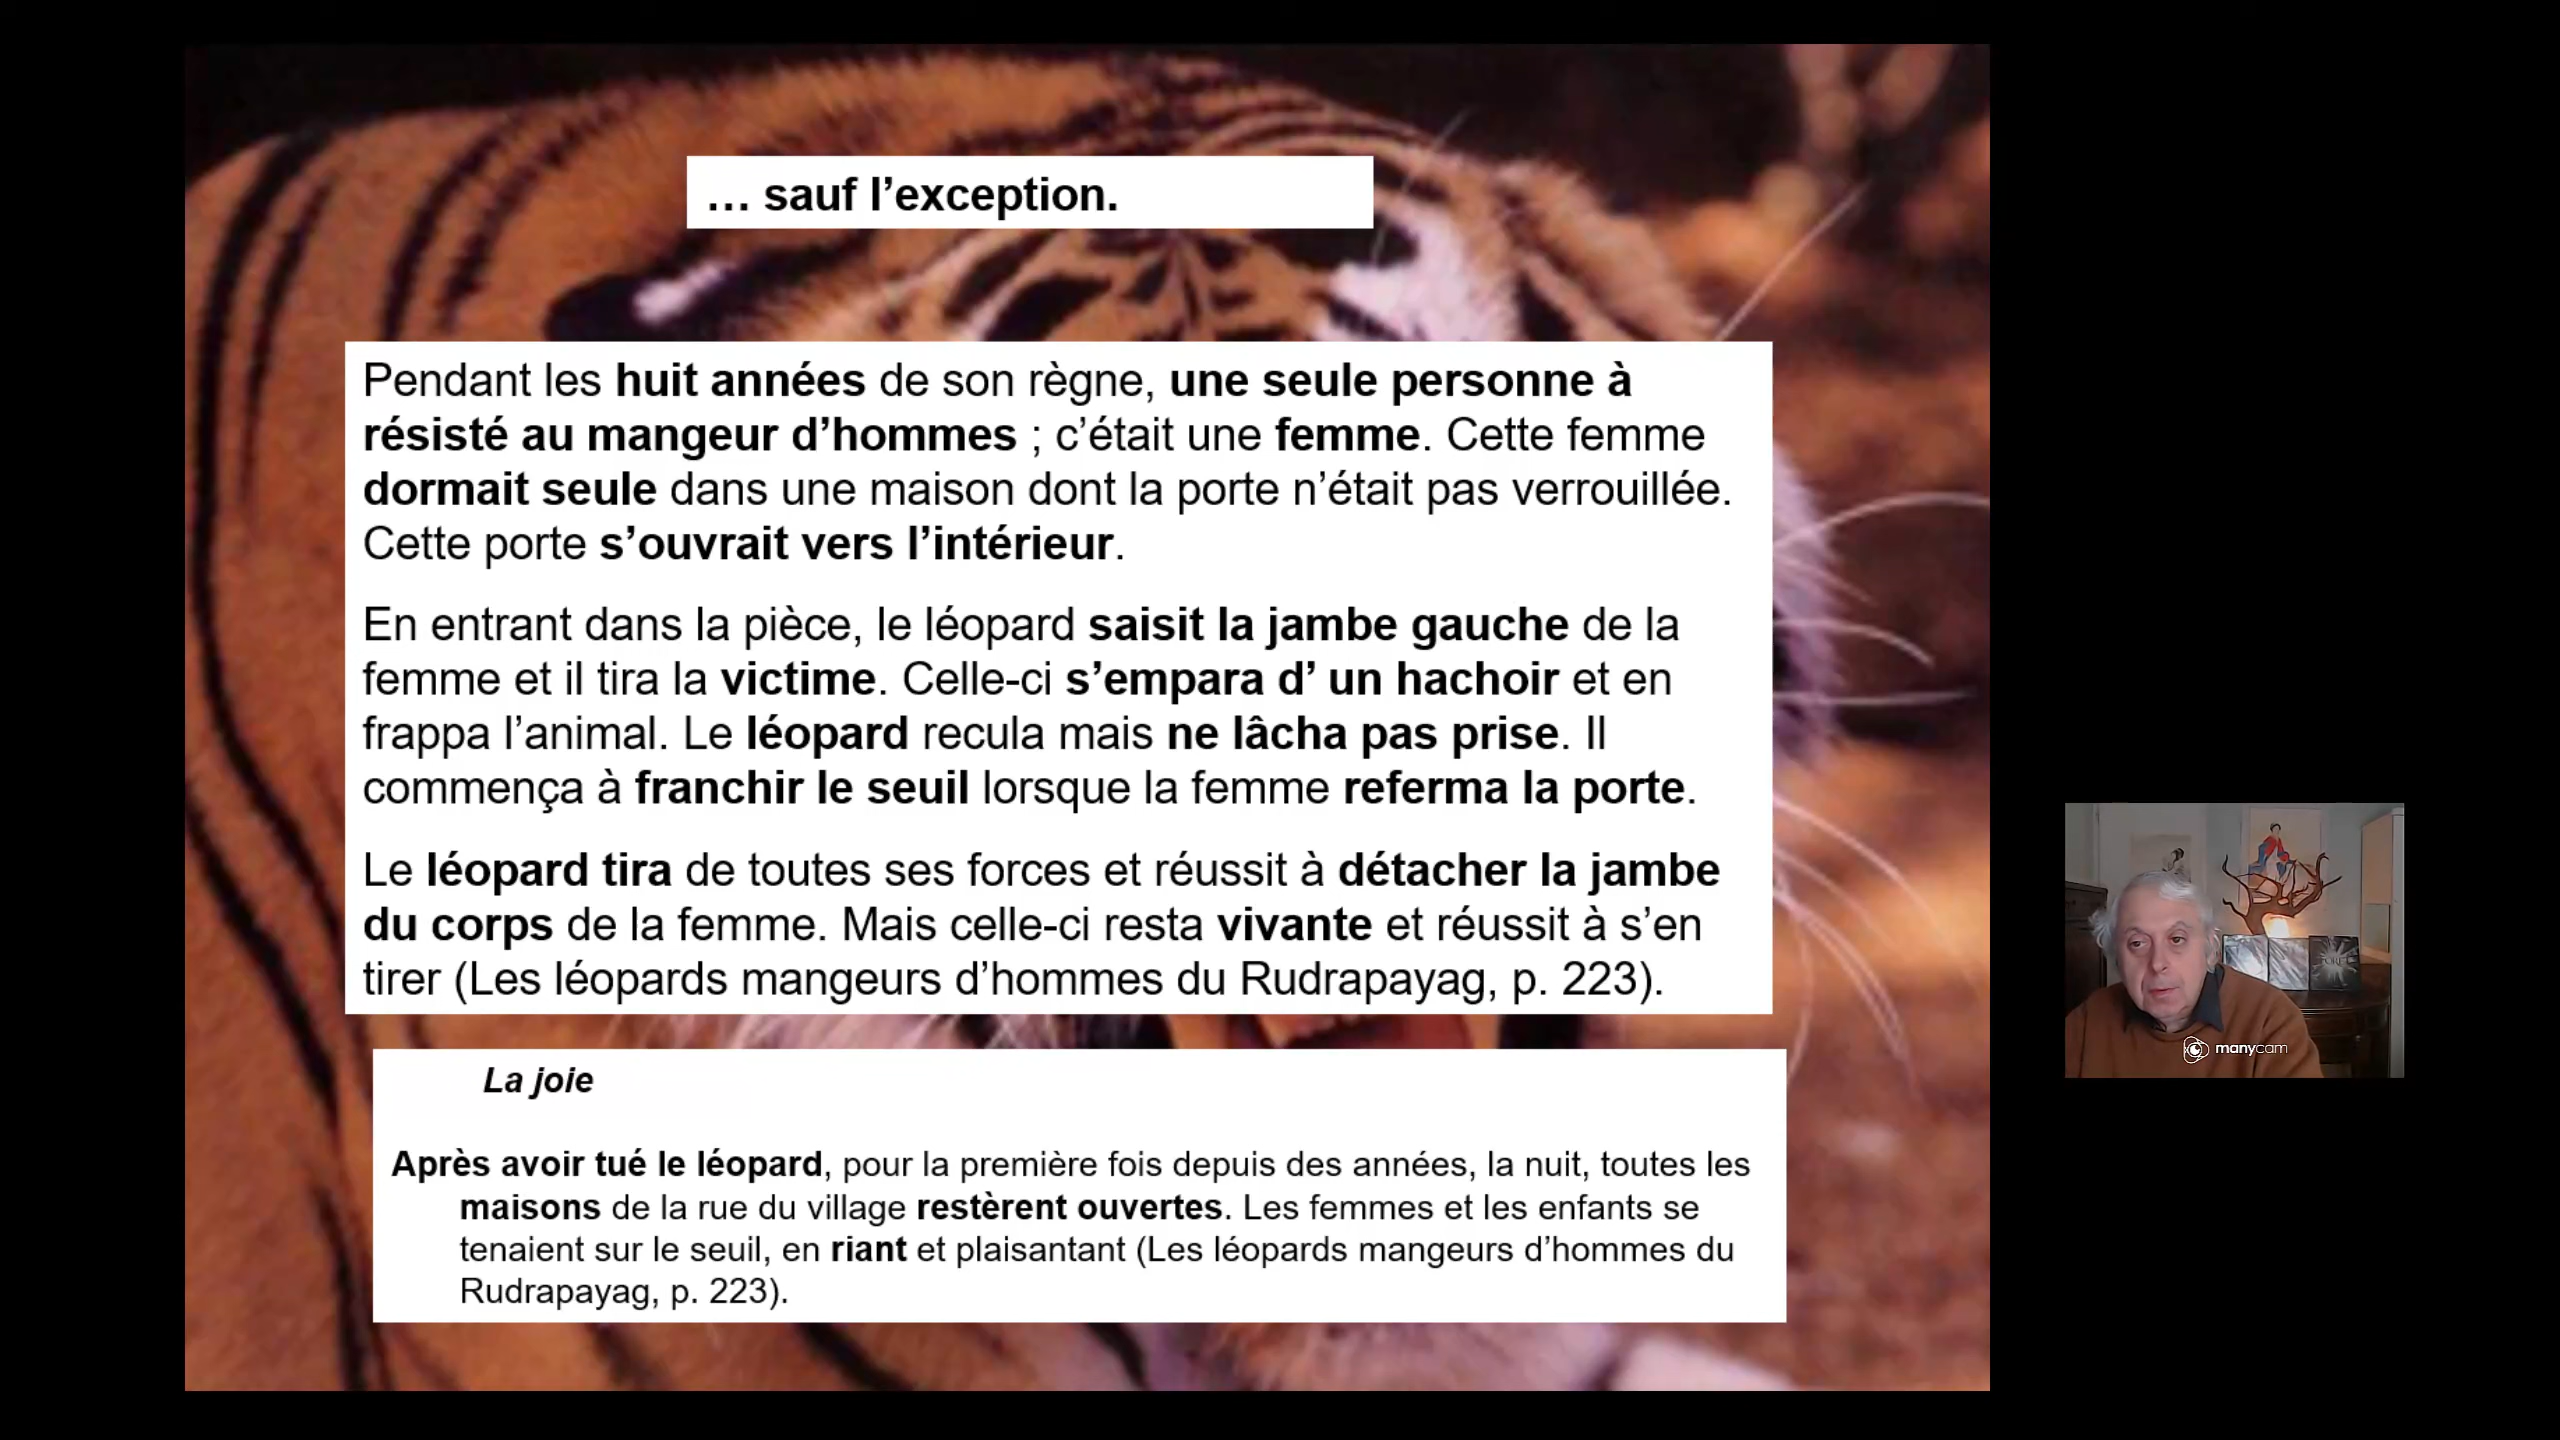 … sauf l’exception.
Pendant les huit années de son règne, une seule personne à
résisté au mangeur d’hommes ; c’était une femme. Cette femme
dormait seule dans une maison dont la porte n’était pas verrouillée.
Cette porte s’ouvrait vers l’intérieur.
En entrant dans la pièce, le léopard saisit la jambe gauche de la
femme et il tira la victime. Celle-ci s’empara d’ un hachoir et en
frappa l’animal. Le léopard recula mais ne lâcha pas prise. Il
commença à franchir le seuil lorsque la femme referma la porte.
Le léopard tira de toutes ses forces et réussit à détacher la jambe
du corps de la femme. Mais celle-ci resta vivante et réussit à s’en
tirer (Les léopards mangeurs d’hommes du Rudrapayag, p. 223).
La joie
Après avoir tué le léopard, pour la première fois depuis des années, la nuit, toutes les
maisons de la rue du village restèrent ouvertes. Les femmes et les enfants se
tenaient sur le seuil, en riant et plaisantant (Les léopards mangeurs d’hommes du
Rudrapayag, p. 223).
manycam